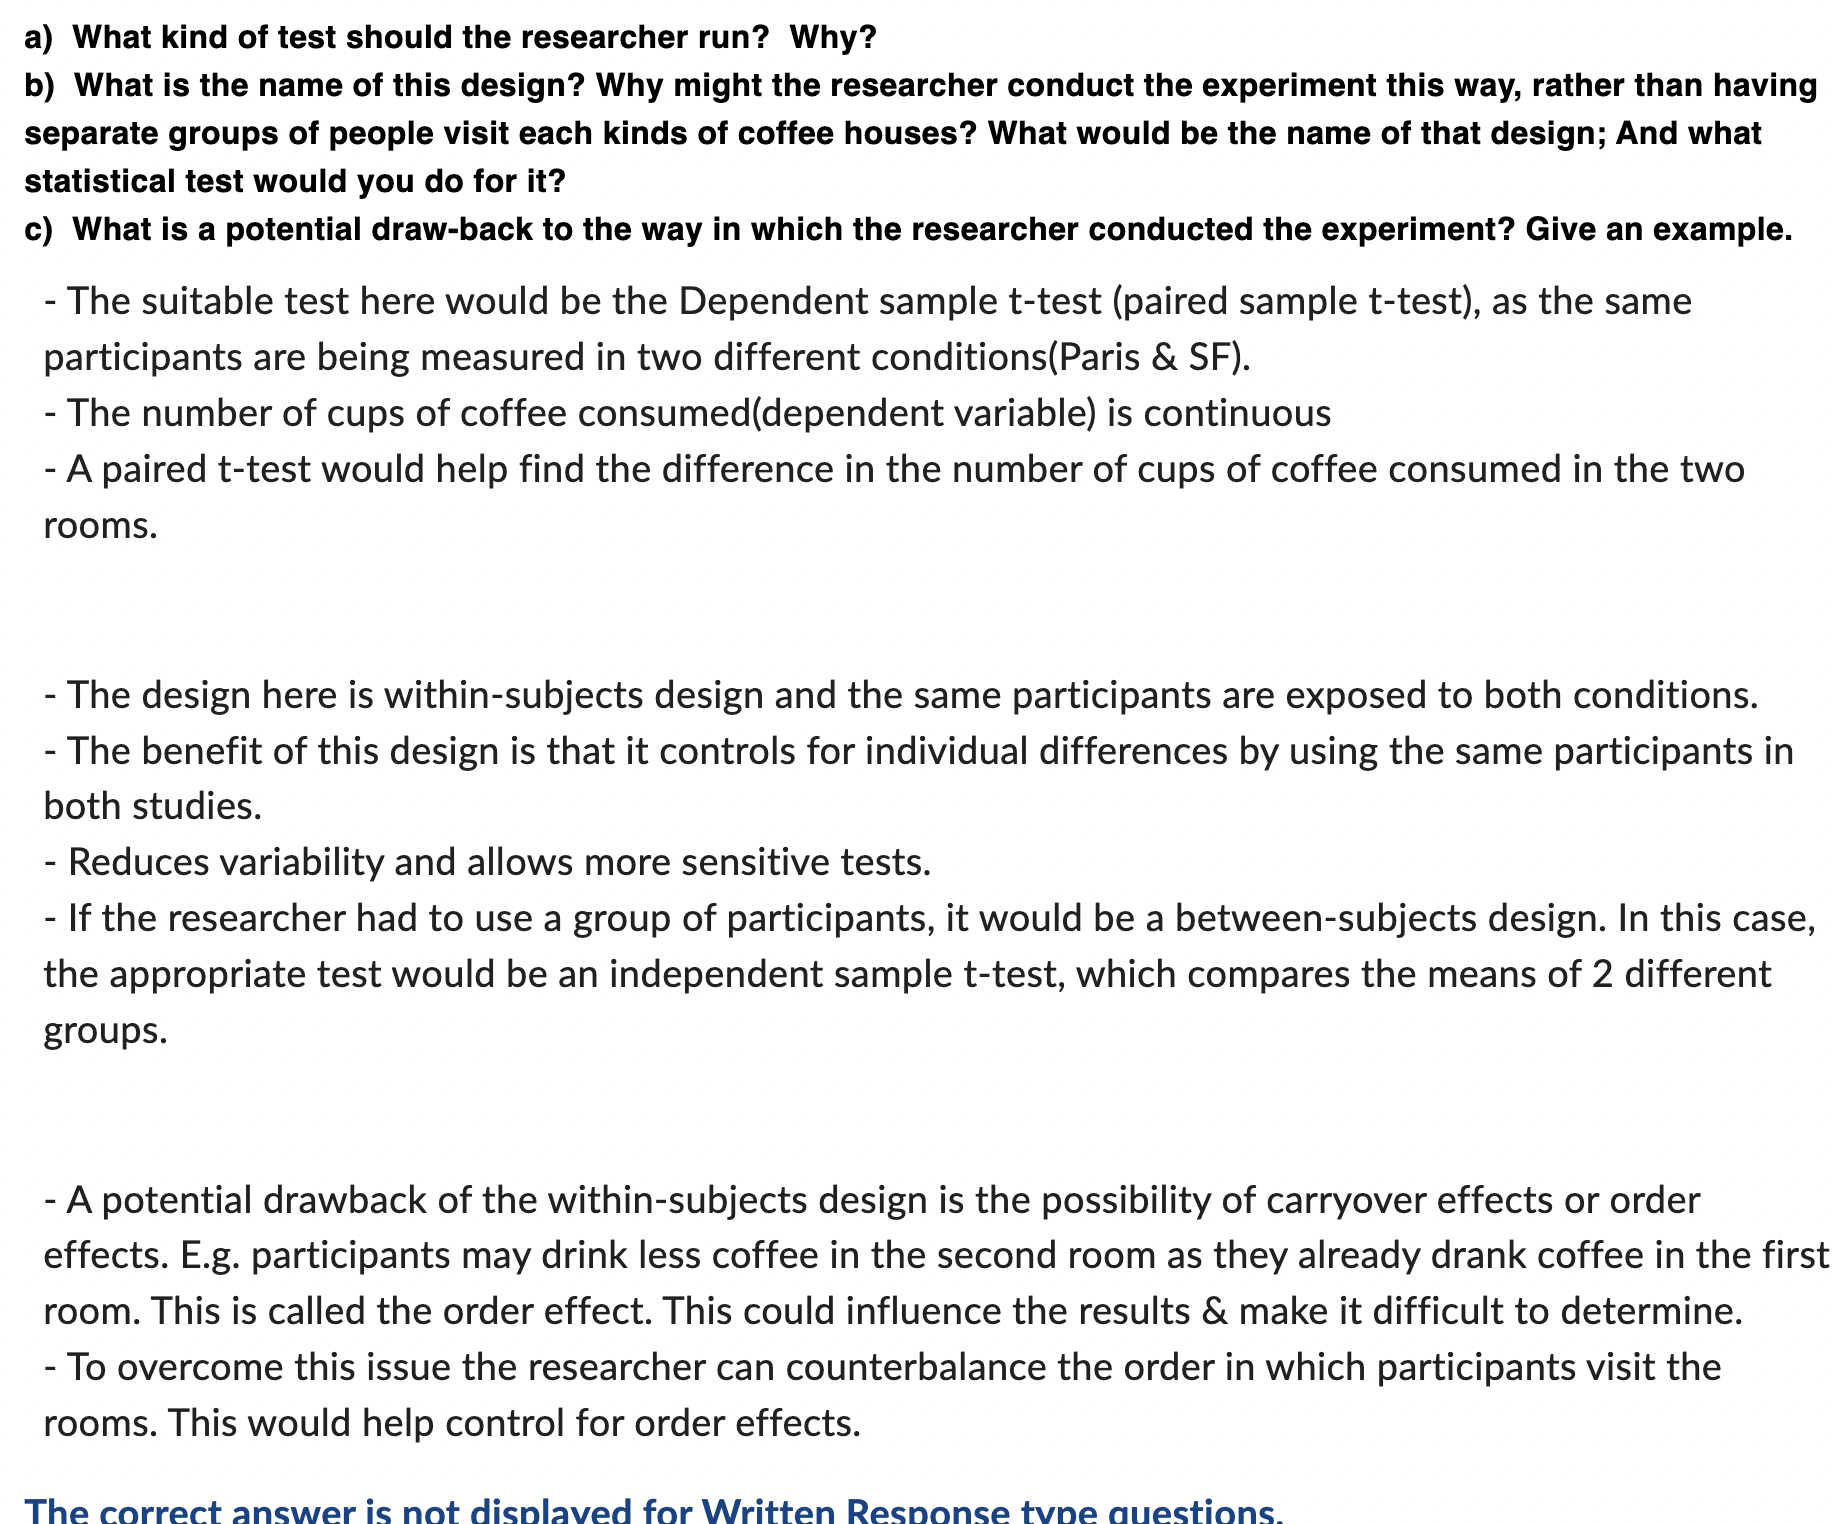 a)  What kind of test should the researcher run?  Why?
b)  What is the name of this design? Why might the researcher conduct the experiment this way, rather than having
separate groups of people visit each kinds of coffee houses? What would be the name of that design; And what
statistical test would you do for it?
c)  What is a potential draw-back to the way in which the researcher conducted the experiment? Give an example.
- The suitable test here would be the Dependent sample t-test (paired sample t-test), as the same
participants are being measured in two different conditions(Paris & SF).
- The number of cups of coffee consumed(dependent variable) is continuous
- A paired t-test would help find the difference in the number of cups of coffee consumed in the two
rooms.
- The design here is within-subjects design and the same participants are exposed to both conditions.
- The benefit of this design is that it controls for individual differences by using the same participants in
both studies.
- Reduces variability and allows more sensitive tests.
- If the researcher had to use a group of participants, it would be a between-subjects design. In this case,
the appropriate test would be an independent sample t-test, which compares the means of 2 different
groups.
- A potential drawback of the within-subjects design is the possibility of carryover effects or order
effects. E.g. participants may drink less coffee in the second room as they already drank coffee in the first
room. This is called the order effect. This could influence the results & make it difficult to determine.
- To overcome this issue the researcher can counterbalance the order in which participants visit the
rooms. This would help control for order effects.
The correct answer is not displayed for Written Response type questions.